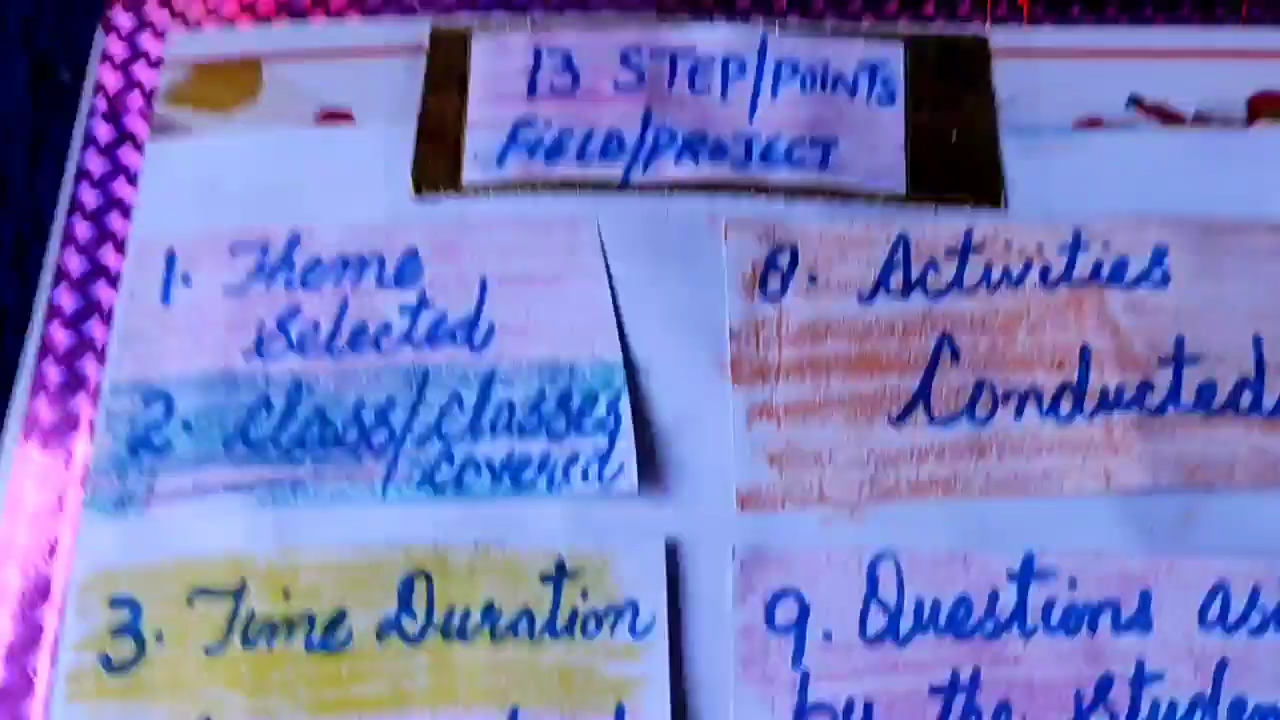 13 STEP/POINTS
FIELD/PROJECT
1. Theme
Selected
2. Class/Classes
covered
3. Time Duration
8. Activities
Conducted
9. Questions
by the